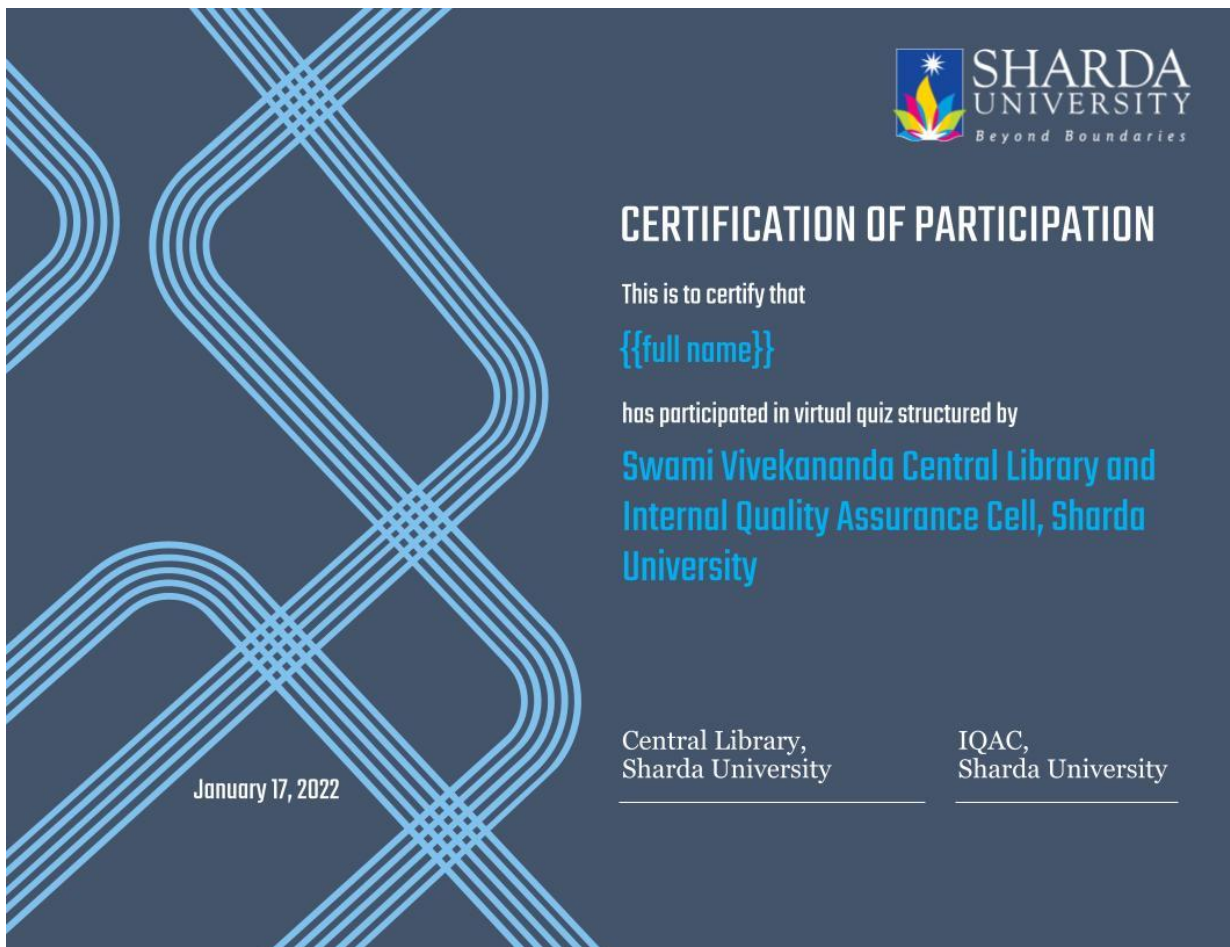 SHARDA
UNIVERSITY
Beyond Boundaries
CERTIFICATION OF PARTICIPATION
This is to certify that
{{full name}}
has participated in virtual quiz structured by
Swami Vivekananda Central Library and
Internal Quality Assurance Cell, Sharda
University
Central Library,
Sharda University
IQAC,
Sharda University
January 17, 2022